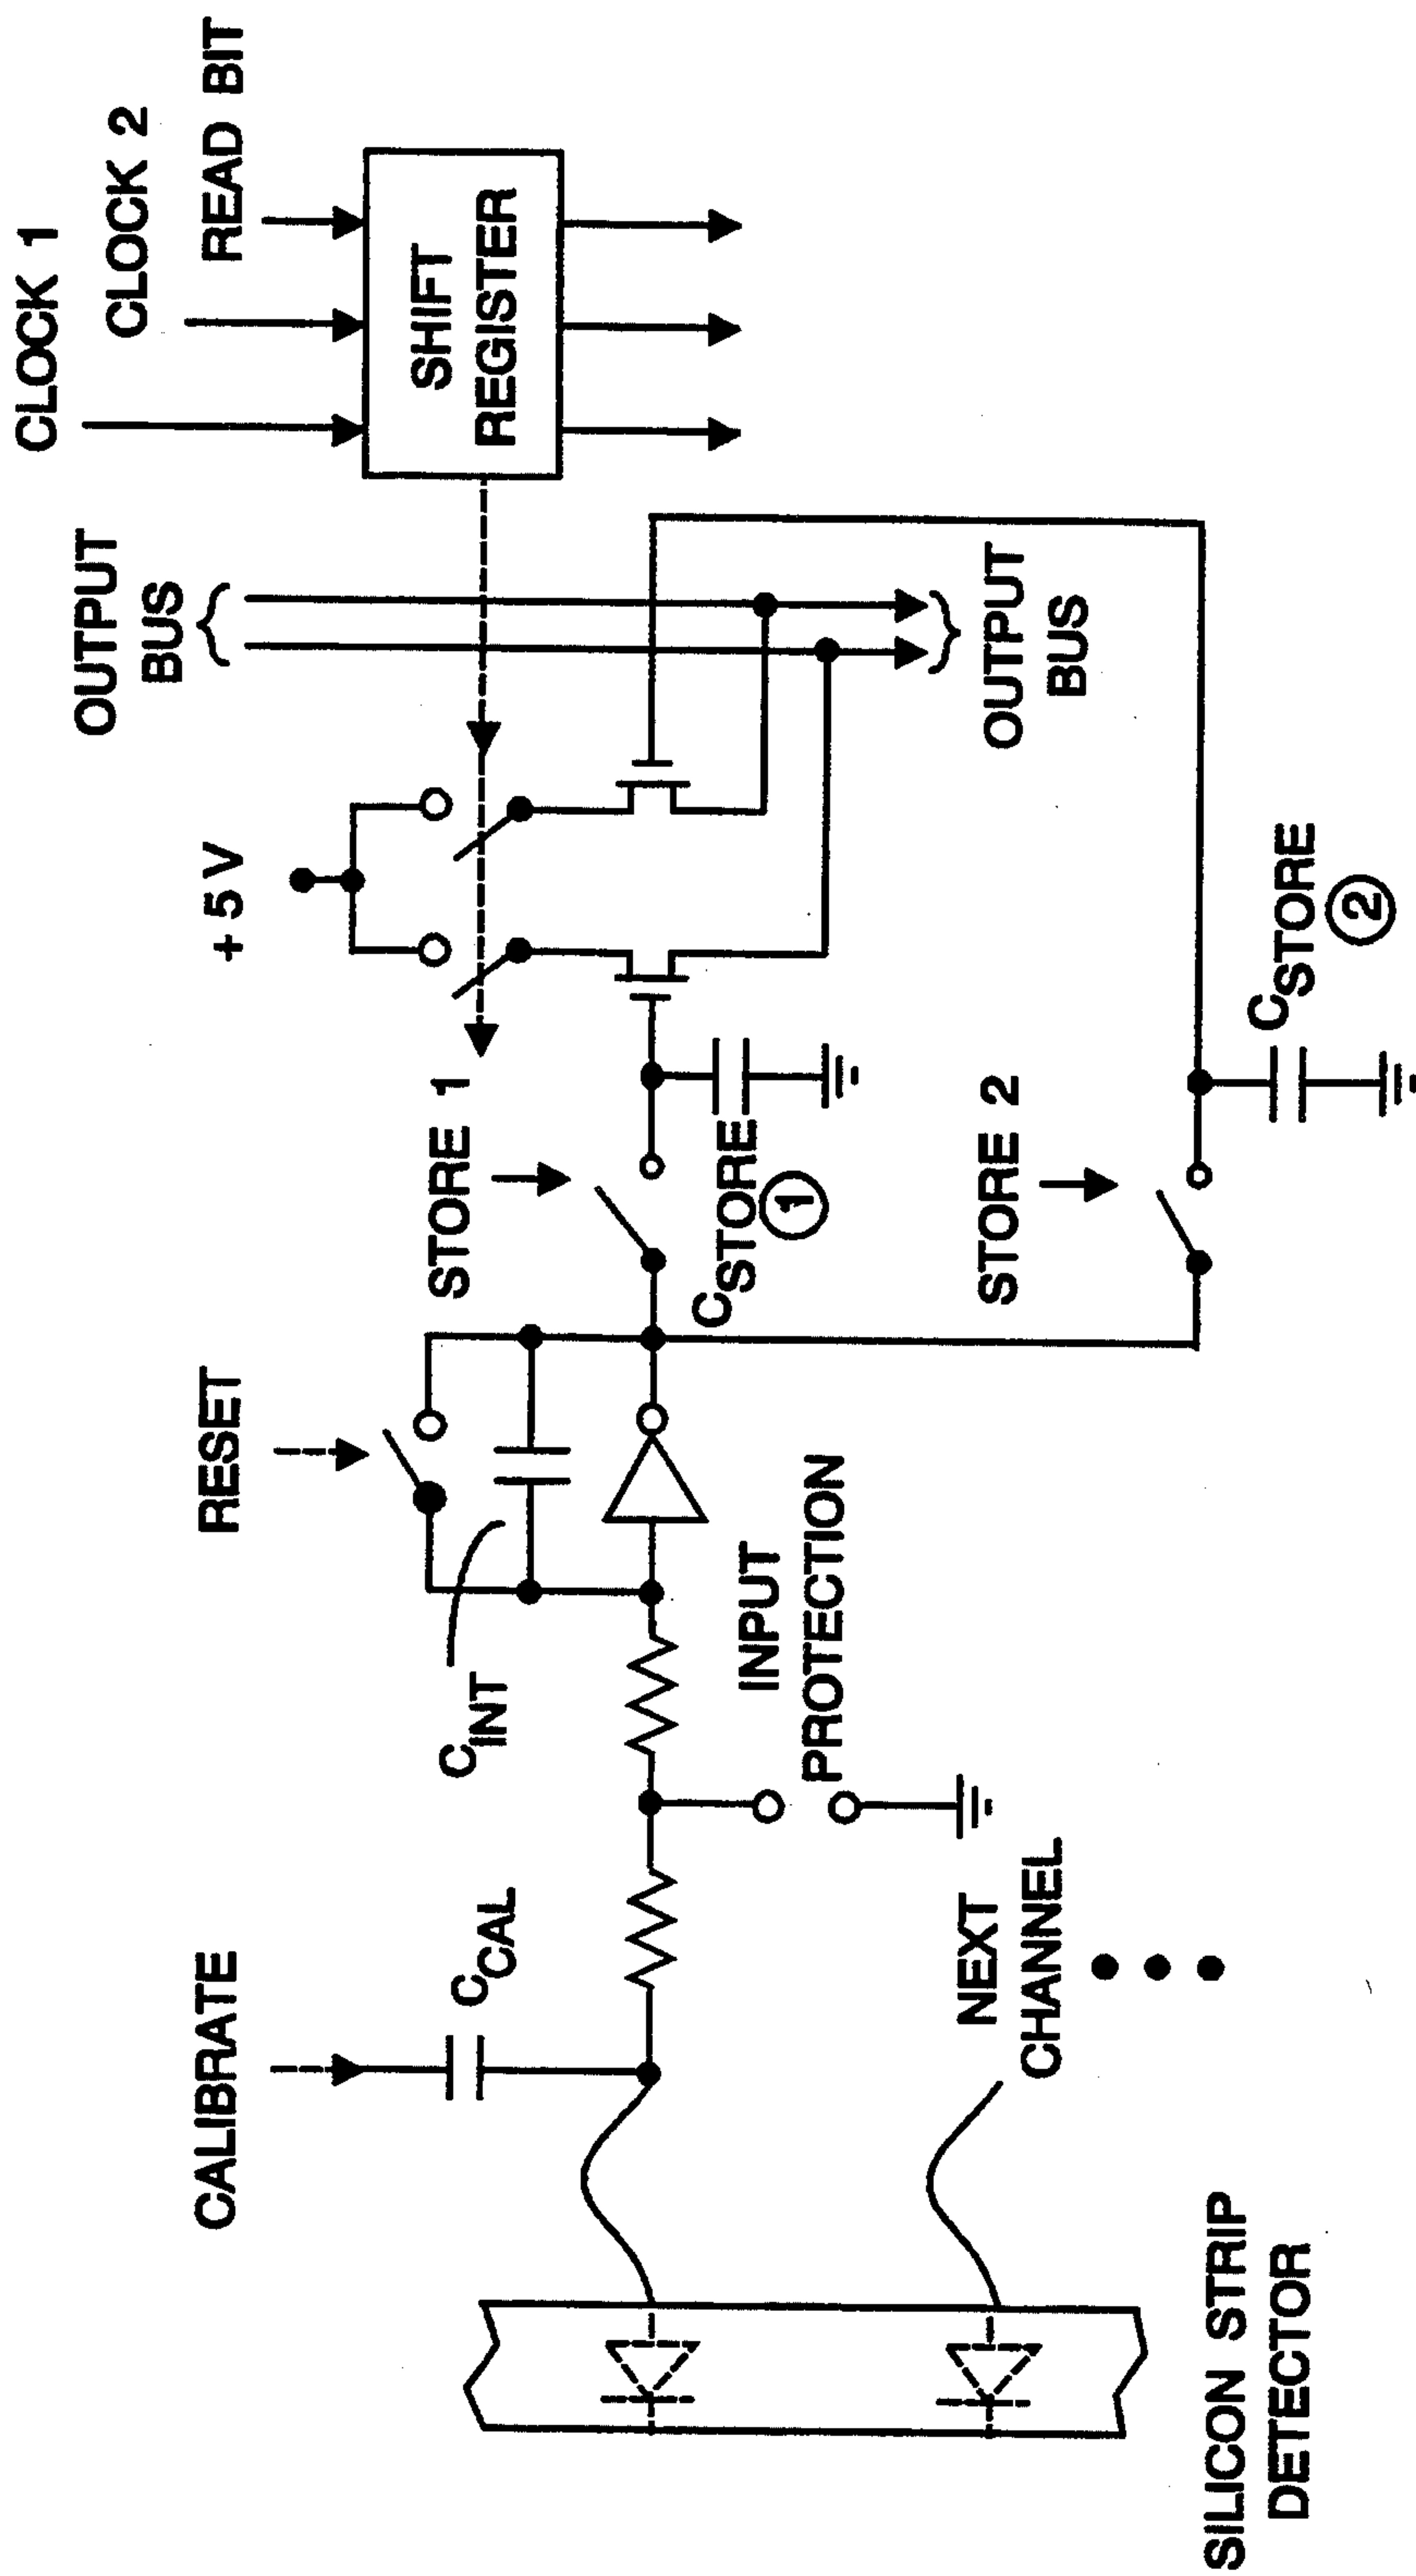 CLOCK 1
CLOCK 2
READ BIT
SHIFT
REGISTER
OUTPUT
BUS
+5V
OUTPUT
BUS
STORE 1
CSTORE
1
STORE 2
CSTORE
2
RESET
CINT
INPUT
PROTECTION
CALIBRATE
CCAL
NEXT
CHANNEL
SILICON STRIP
DETECTOR